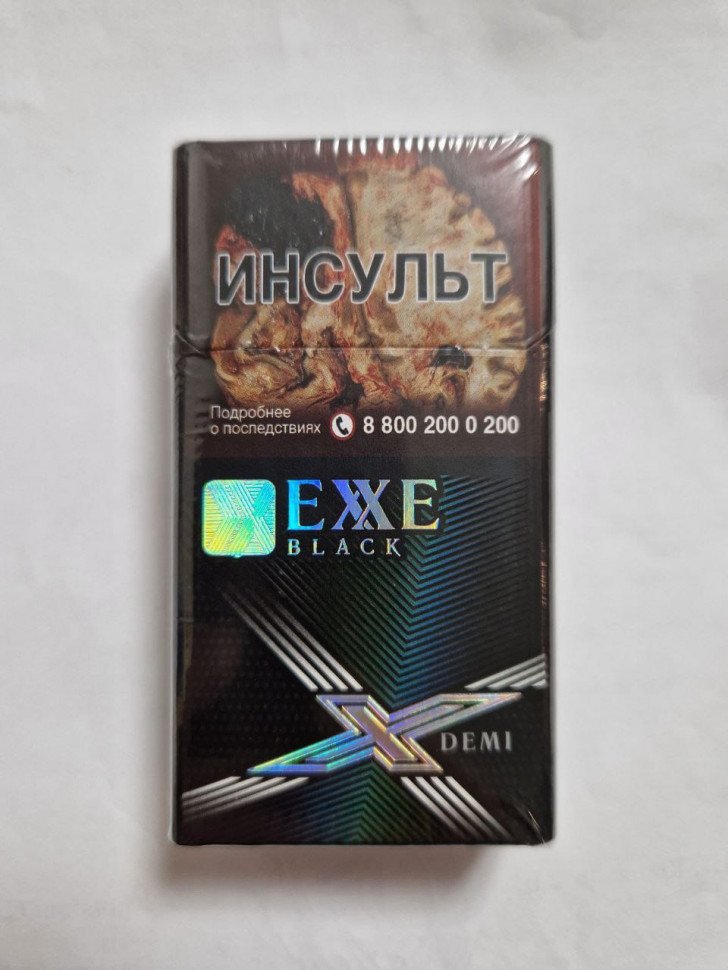 ИНСУЛЬТ
Подробнее
о последствиях 8 800 200 0 200
EXXE
BLACK
DEMI